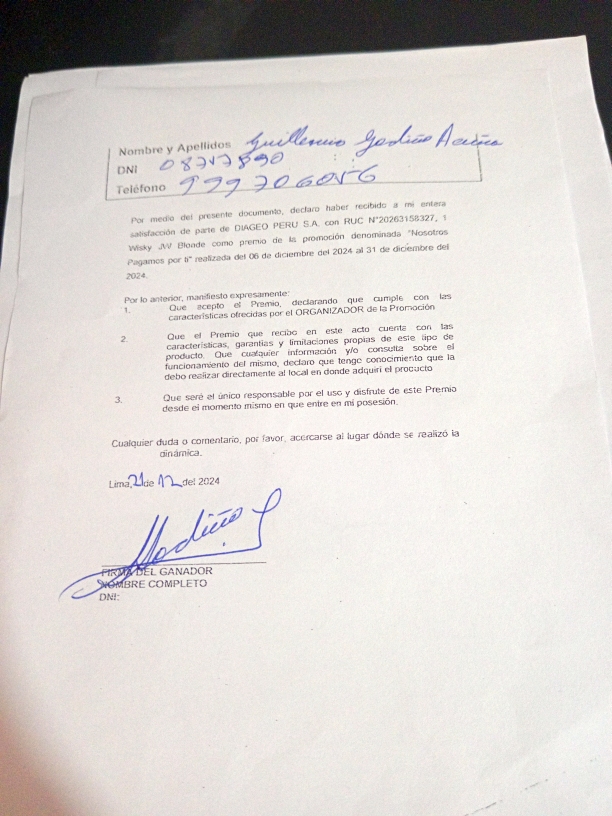 Nombre y Apellidos Guillermo
DNI
Teléfono 999706056
Por medio del presente documento, declaro haber recibido a mi entera
satisfacción de parte de DIAGEO PERU S.A. con RUC N°20263158327, 1
Wisky JW Blonde como premio de la promoción denominada "Nosotros
Pagamos por ti" realizada del 06 de diciembre del 2024 al 31 de diciembre del
2024.
Por lo anterior, manifiesto expresamente:
1. Que acepto el Premio, declarando que cumple con las
características ofrecidas por el ORGANIZADOR de la Promoción
2. Que el Premio que recibo en este acto cuenta con las
características, garantías y limitaciones propias de este tipo de
producto. Que cualquier información y/o consulta sobre el
funcionamiento del mismo, declaro que tengo conocimiento que la
debo realizar directamente al local en donde adquirí el producto
3. Que seré el único responsable por el uso y disfrute de este Premio
desde el momento mismo en que entre en mi posesión.
Cualquier duda o comentario, por favor, acercarse al lugar dónde se realizó la
dinámica.
Lima, 21 de 12 del 2024
FIRMA DEL GANADOR
NOMBRE COMPLETO
DNI: